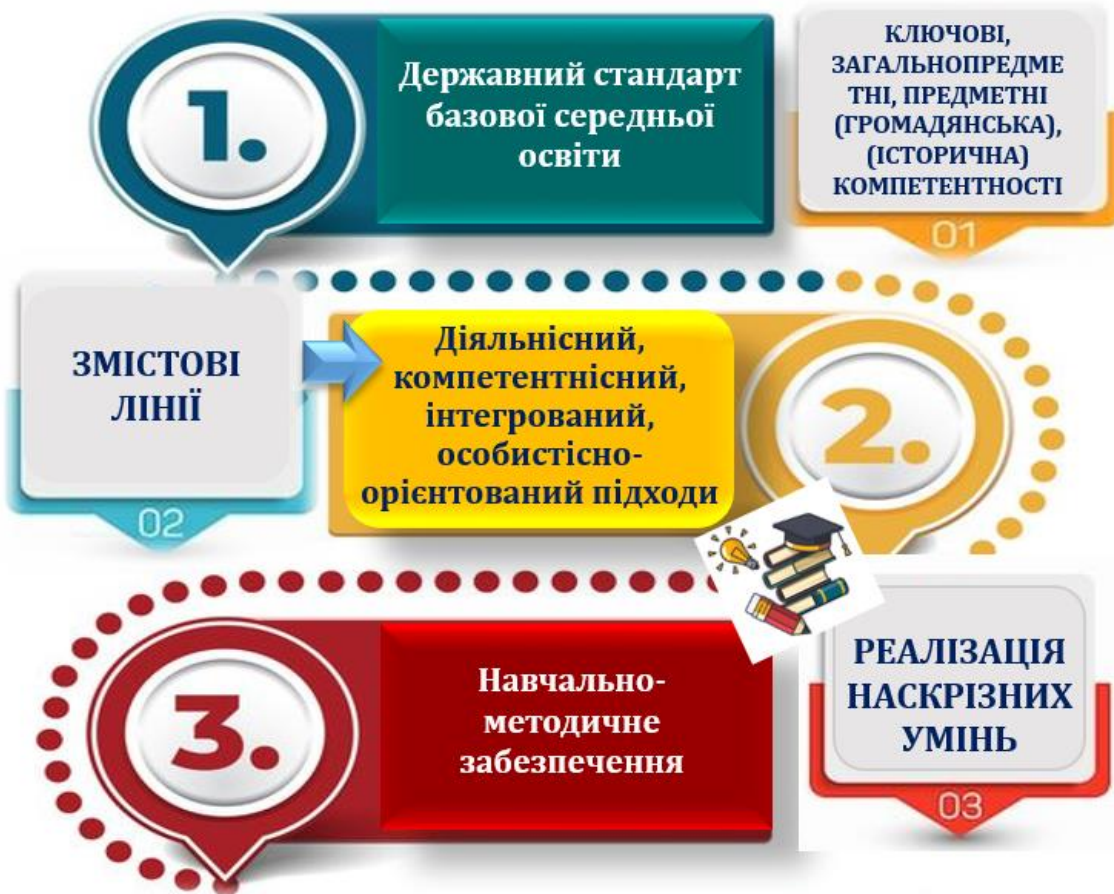 1.
Державний стандарт
базової середньої
освіти
КЛЮЧОВІ,
ЗАГАЛЬНОПРЕДМЕ
ТНІ, ПРЕДМЕТНІ
(ГРОМАДЯНСЬКА),
(ІСТОРИЧНА)
КОМПЕТЕНТНОСТІ
01
ЗМІСТОВІ
ЛІНІЇ
02
Діяльнісний,
компетентнісний,
інтегрований,
особистісно-
орієнтований підходи
2.
3.
Навчально-
методичне
забезпечення
РЕАЛІЗАЦІЯ
НАСКРІЗНИХ
УМІНЬ
03